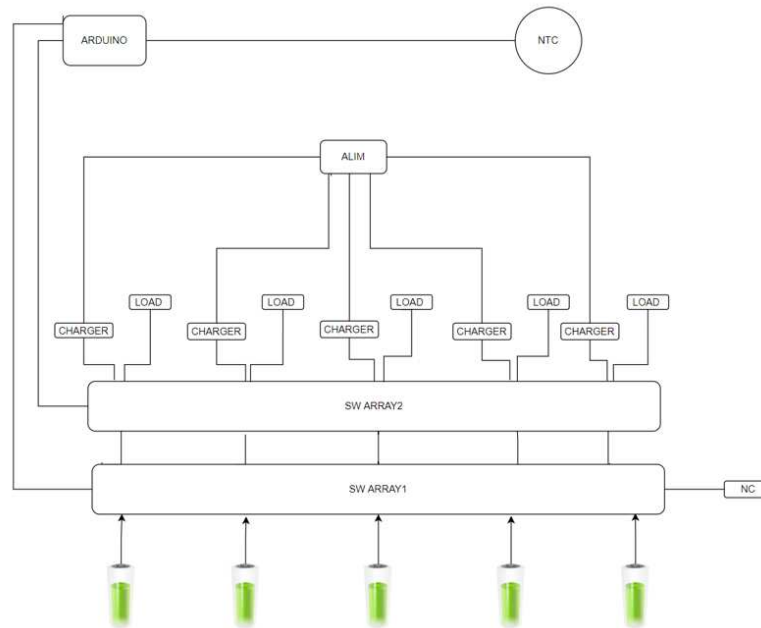 ARDUINO
NTC
ALIM
LOAD
LOAD
LOAD
LOAD
LOAD
CHARGER
CHARGER
CHARGER
CHARGER
CHARGER
SW ARRAY2
SW ARRAY1
NC